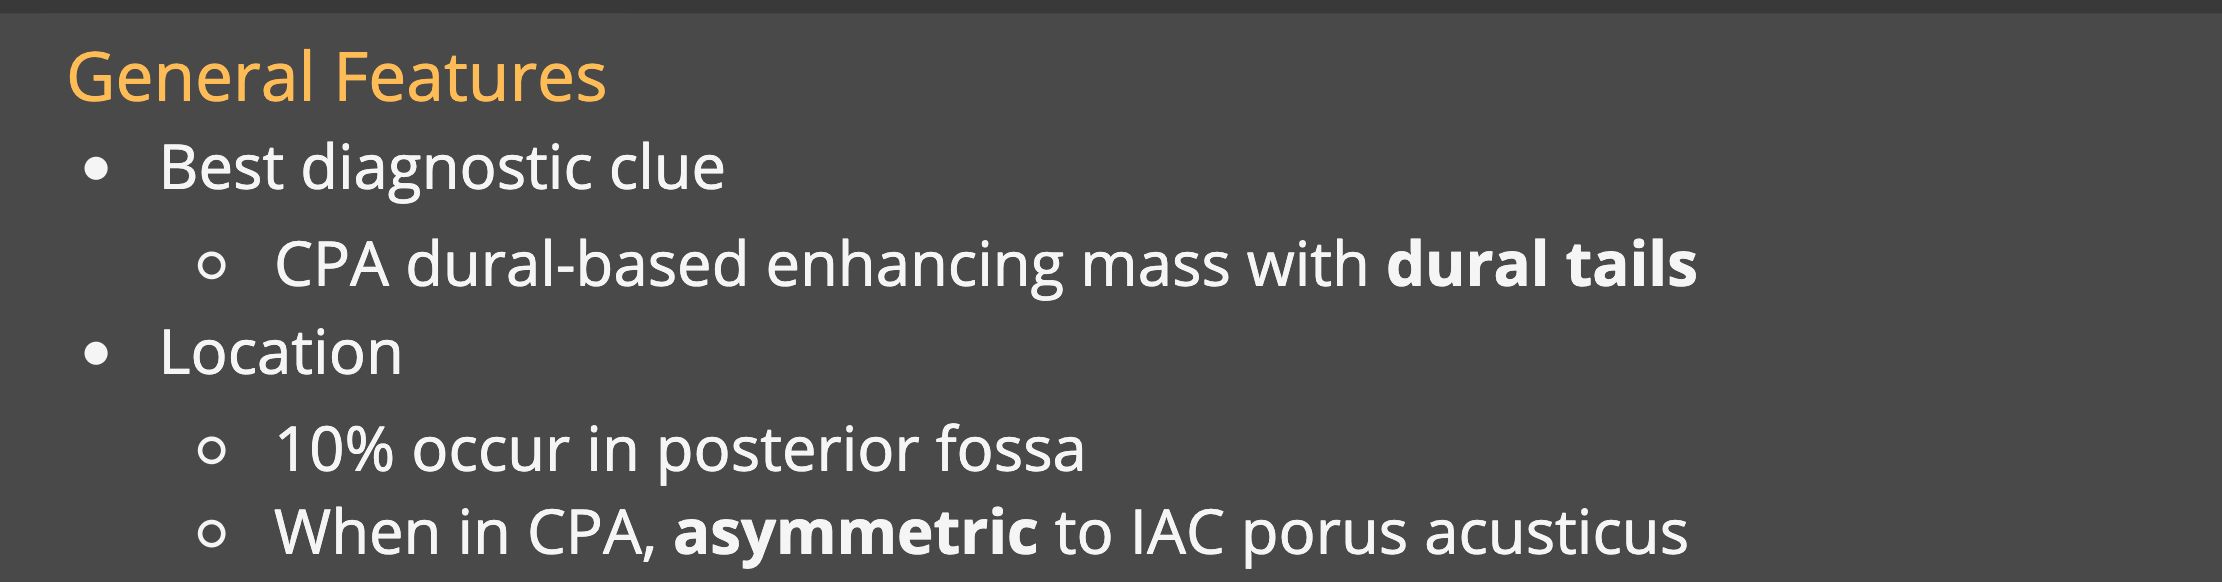 General Features
• Best diagnostic clue
○ CPA dural-based enhancing mass with dural tails
• Location
○ 10% occur in posterior fossa
○ When in CPA, asymmetric to IAC porus acusticus